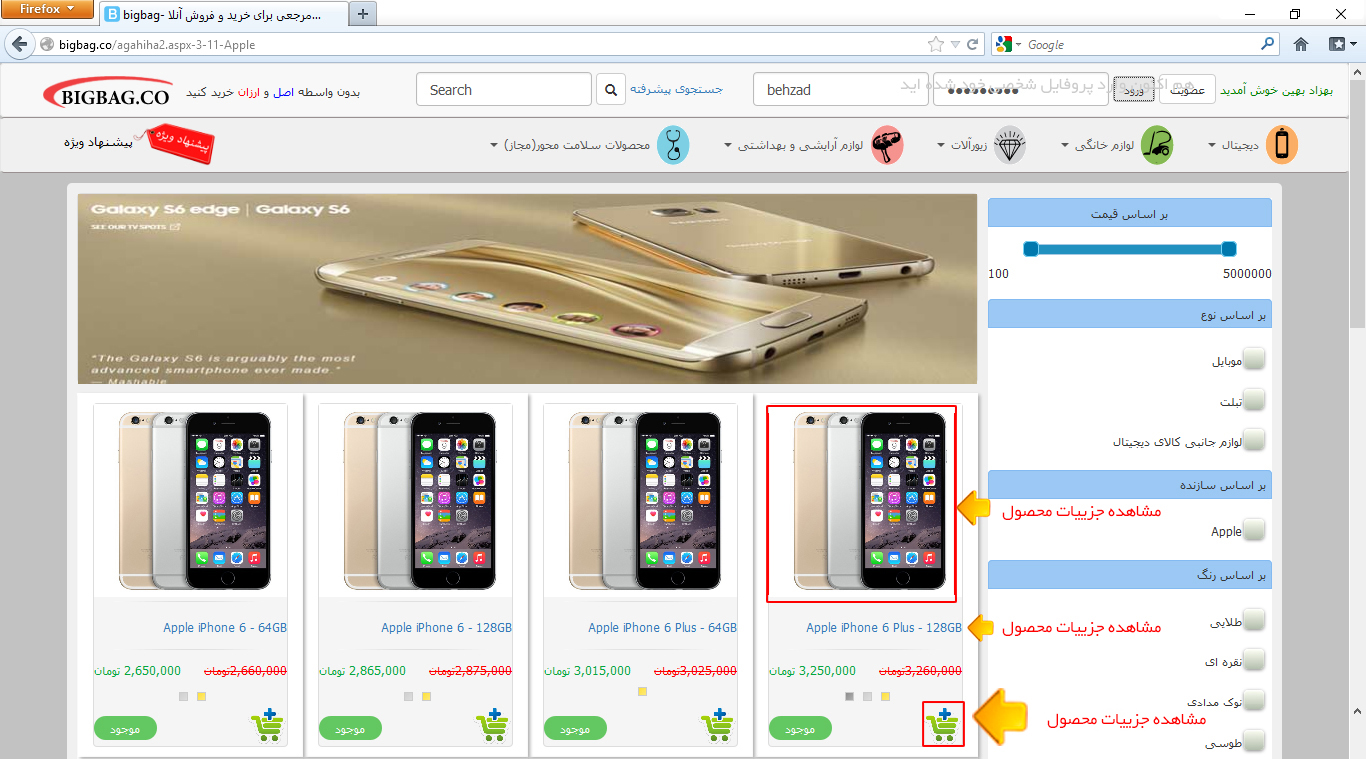 Firefox
bigbag- مرجعی برای خرید و فروش آنلا...
bigbag.co/agahiha2.aspx-3-11-Apple
Google
BIGBAG.CO
بدون واسطه اصل و ارزان خرید کنید
Search
جستجوی پیشرفته
behzad
هم اکنون وارد پروفایل شخصی خود شده اید
ورود
عضویت
بهزاد بهین خوش آمدید
دیجیتال
لوازم خانگی
زیورآلات
لوازم آرایشی و بهداشتی
محصولات سلامت محور(مجاز)
پیشنهاد ویژه
پیشنهاد ویژه
Galaxy S6 edge | Galaxy S6
SEE OUR TV SPOTS
"The Galaxy S6 is arguably the most
advanced smartphone ever made."
— Mashable
بر اساس قیمت
100
5000000
بر اساس نوع
موبایل
تبلت
لوازم جانبی کالای دیجیتال
بر اساس سازنده
Apple
بر اساس رنگ
طلایی
نقره ای
نوک مدادی
طوسی
مشاهده جزییات محصول
مشاهده جزییات محصول
مشاهده جزییات محصول
Apple iPhone 6 - 64GB
2,660,000تومان
2,650,000 تومان
موجود
Apple iPhone 6 - 128GB
2,875,000تومان
2,865,000 تومان
موجود
Apple iPhone 6 Plus - 64GB
3,025,000تومان
3,015,000 تومان
موجود
Apple iPhone 6 Plus - 128GB
3,260,000تومان
3,250,000 تومان
موجود